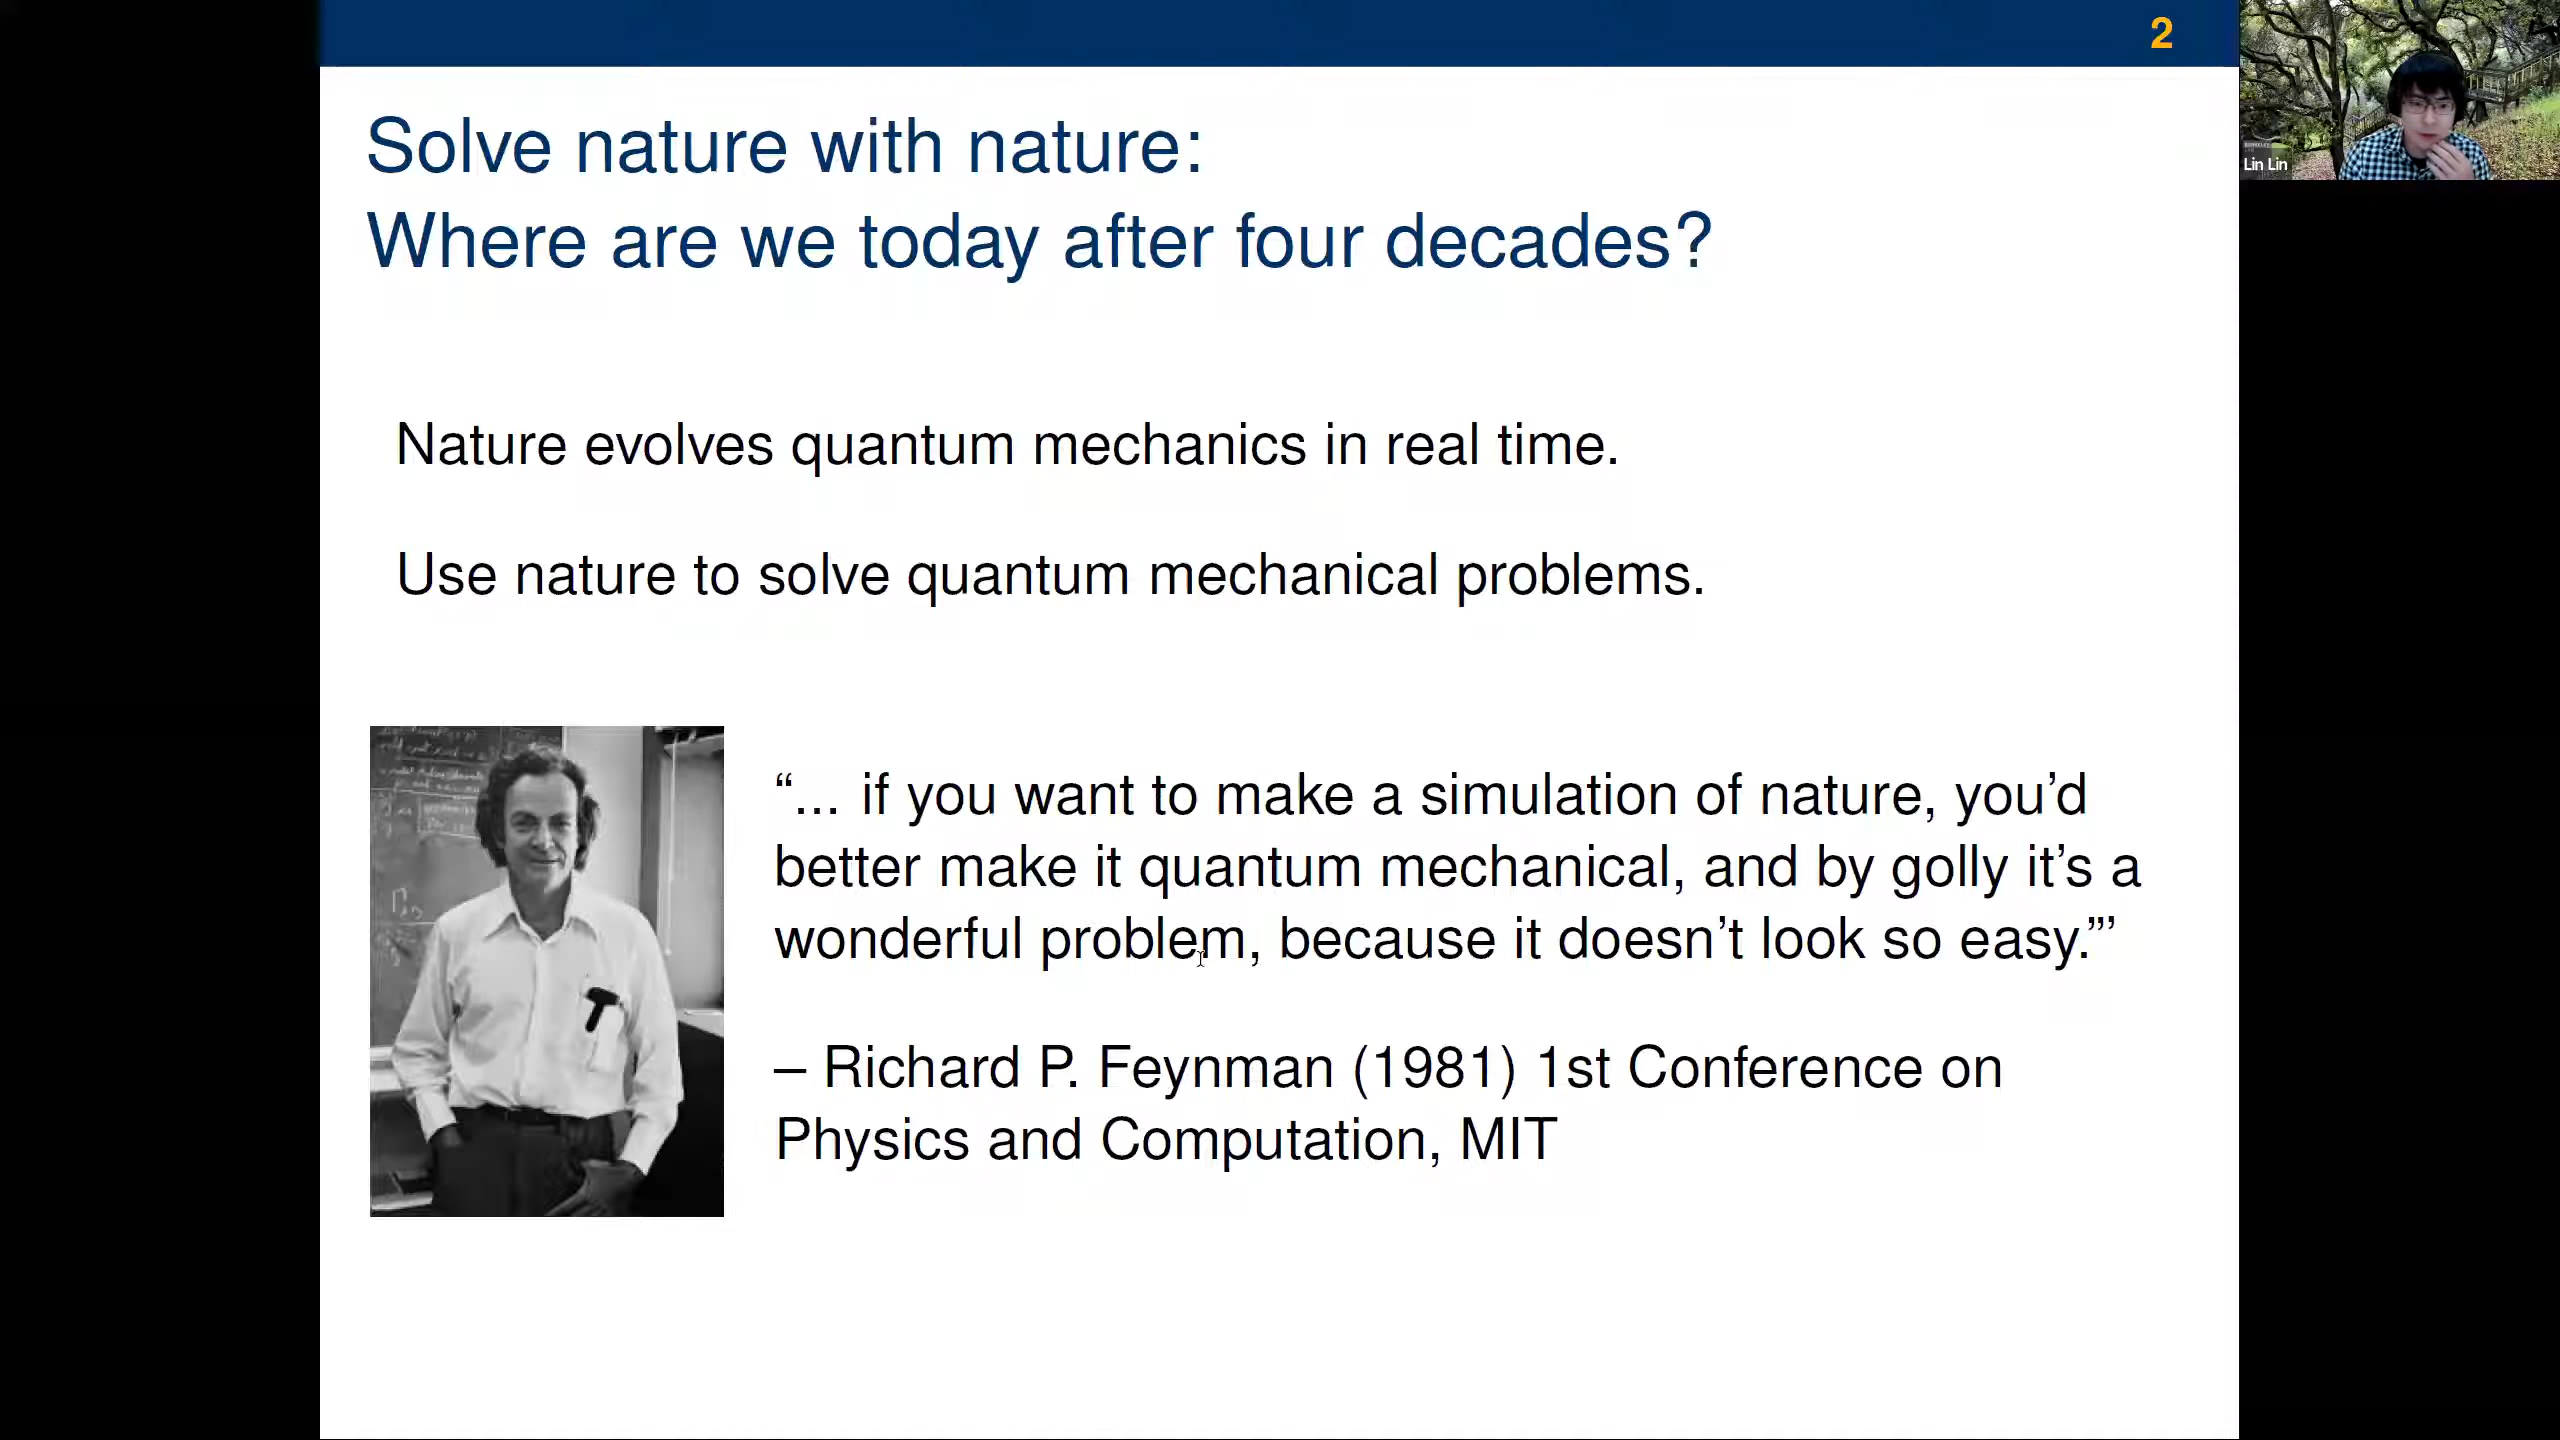 2
Solve nature with nature:
Where are we today after four decades?
Nature evolves quantum mechanics in real time.
Use nature to solve quantum mechanical problems.
“... if you want to make a simulation of nature, you’d
better make it quantum mechanical, and by golly it’s a
wonderful problem, because it doesn’t look so easy.”’
– Richard P. Feynman (1981) 1st Conference on
Physics and Computation, MIT
Lin Lin